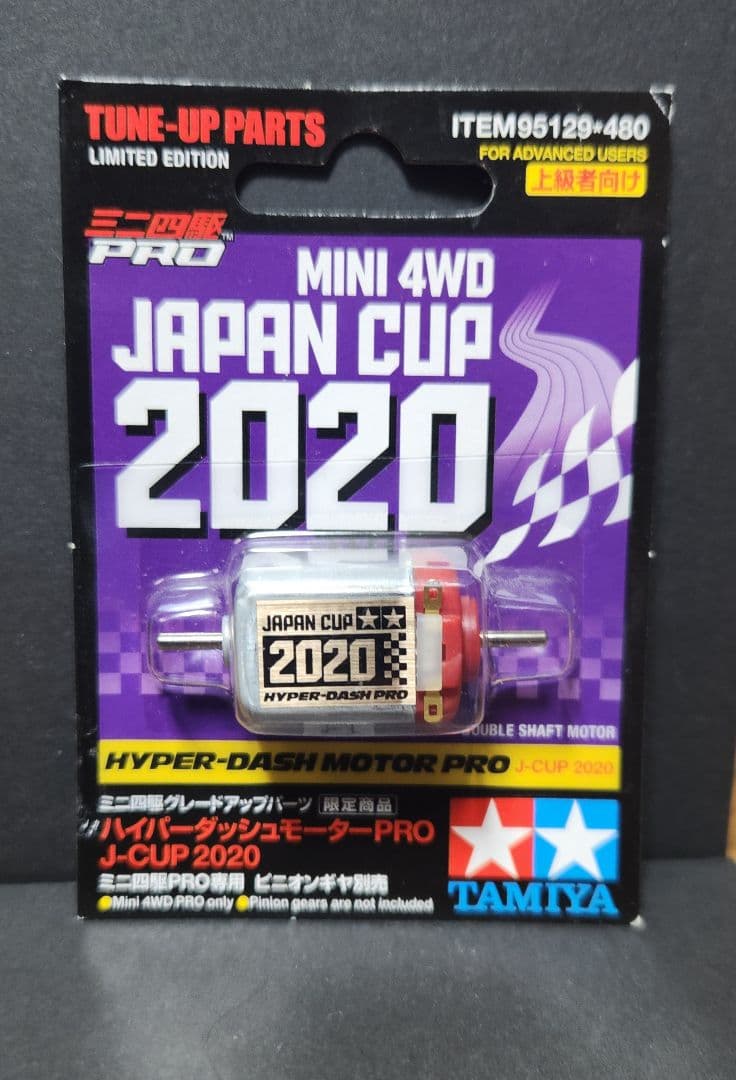 TUNE-UP PARTS
LIMITED EDITION
ITEM 95129*480
FOR ADVANCED USERS
上級者向け
ミニ四駆™
PRO
MINI 4WD
JAPAN CUP
2020
JAPAN CUP
2020
HYPER-DASH PRO
DOUBLE SHAFT MOTOR
HYPER-DASH MOTOR PRO J-CUP 2020
ミニ四駆グレードアップパーツ 限定商品
ハイパーダッシュモーターPRO
J-CUP 2020
ミニ四駆PRO専用 ピニオンギヤ別売
Mini 4WD PRO only Pinion gears are not included
TAMIYA